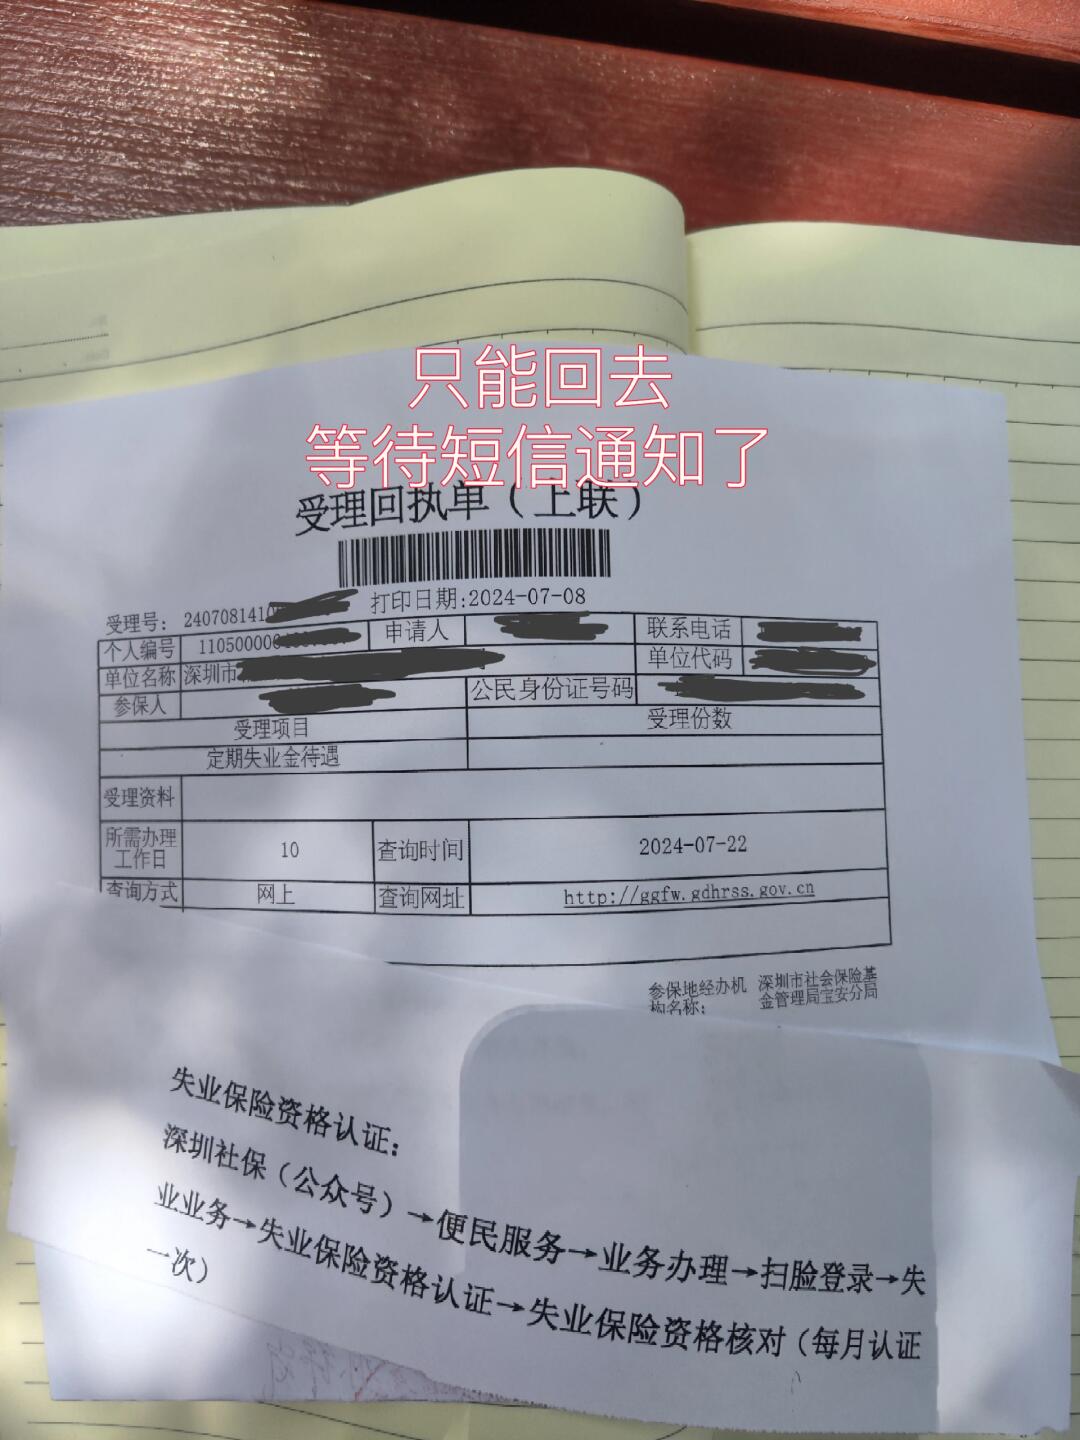 只能回去
等待短信通知了
受理回执单（上联）
受理号： 2407081410 打印日期:2024-07-08
个人编号 11050000 申请人 联系电话
单位名称 深圳市 单位代码
参保人 公民身份证号码
受理项目 受理份数
定期失业金待遇
受理资料
所需办理
工作日 10 查询时间 2024-07-22
查询方式 网上 查询网址 http://ggfw.gdhrss.gov.cn
参保地经办机 深圳市社会保险基
构名称： 金管理局宝安分局
失业保险资格认证：
深圳社保（公众号）→便民服务→业务办理→扫脸登录→失
业业务→失业保险资格认证→失业保险资格核对（每月认证
一次）